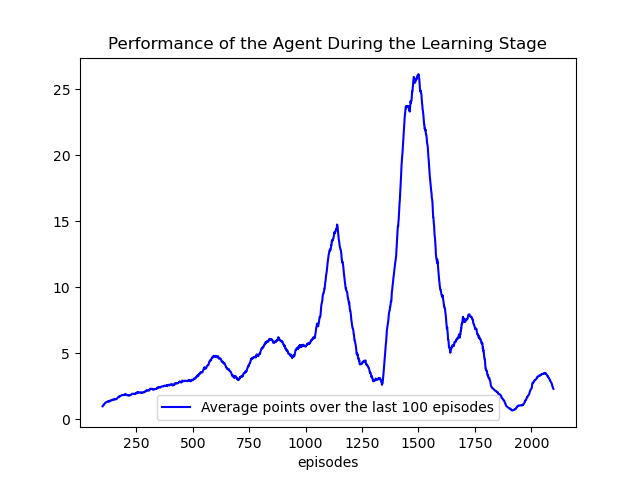 Performance of the Agent During the Learning Stage
25
20
15
10
5
0
Average points over the last 100 episodes
250 500 750 1000 1250 1500 1750 2000
episodes